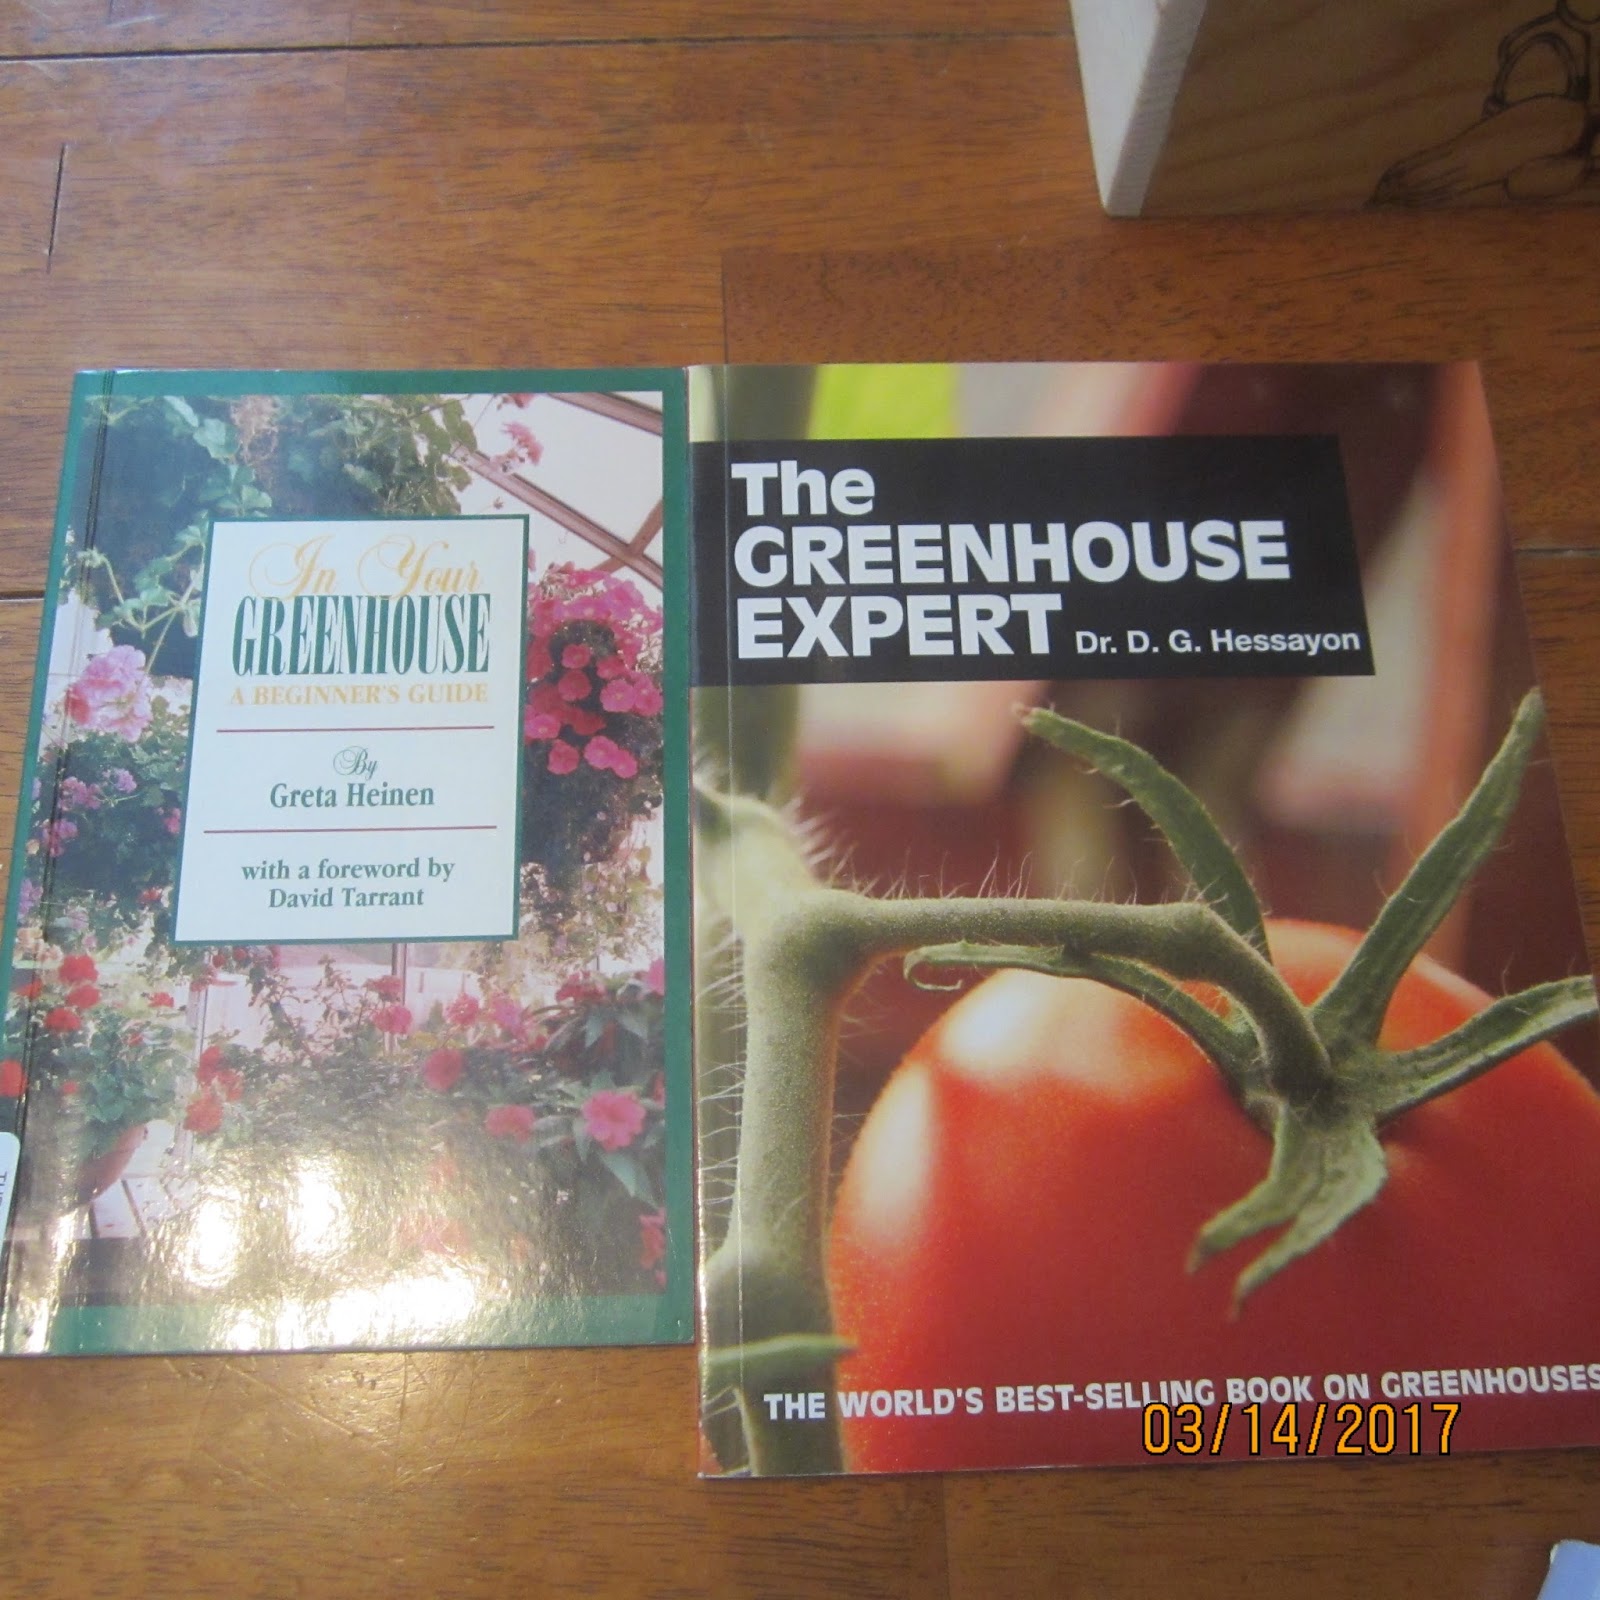 In Your
GREENHOUSE
A BEGINNER'S GUIDE
By
Greta Heinen
with a foreword by
David Tarrant
The
GREENHOUSE
EXPERT Dr. D. G. Hessayon
THE WORLD'S BEST-SELLING BOOK ON GREENHOUSES
03/14/2017